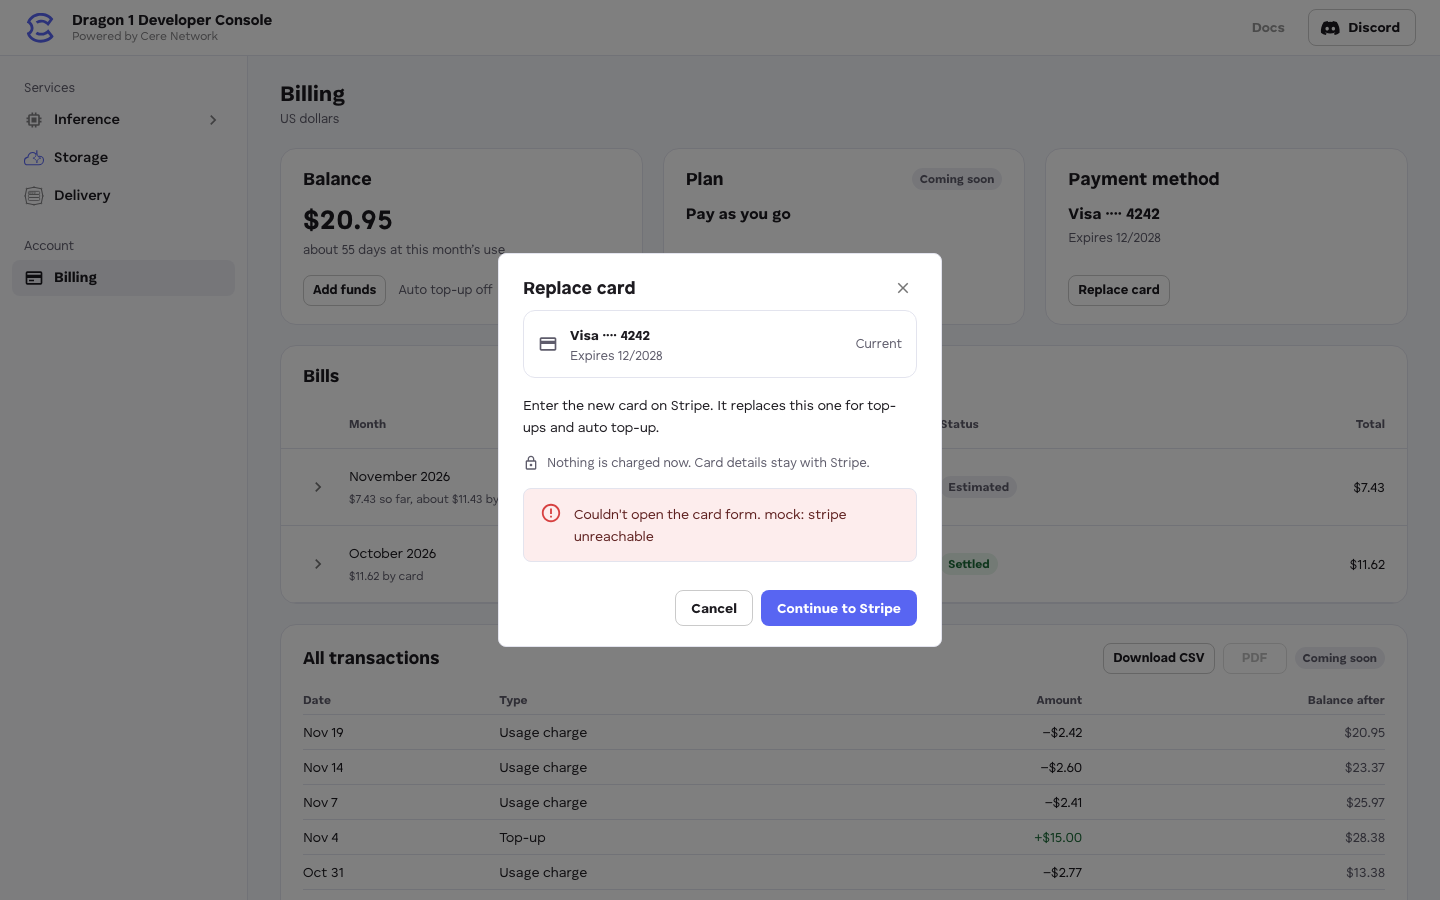 Dragon 1 Developer Console
Powered by Cere Network
Docs
Discord
Services
Inference
Storage
Delivery
Account
Billing
Billing
US dollars
Balance
$20.95
about 55 days at this month's use
Add funds
Auto top-up off
Plan
Coming soon
Pay as you go
Payment method
Visa ···· 4242
Expires 12/2028
Replace card
Replace card
Visa ···· 4242
Expires 12/2028
Current
Enter the new card on Stripe. It replaces this one for top-
ups and auto top-up.
Nothing is charged now. Card details stay with Stripe.
Couldn't open the card form. mock: stripe
unreachable
Cancel
Continue to Stripe
Bills
Month
Status
Total
November 2026
$7.43 so far, about $11.43 by
Estimated
$7.43
October 2026
$11.62 by card
Settled
$11.62
All transactions
Download CSV
PDF
Coming soon
Date Type Amount Balance after
Nov 19 Usage charge −$2.42 $20.95
Nov 14 Usage charge −$2.60 $23.37
Nov 7 Usage charge −$2.41 $25.97
Nov 4 Top-up +$15.00 $28.38
Oct 31 Usage charge −$2.77 $13.38